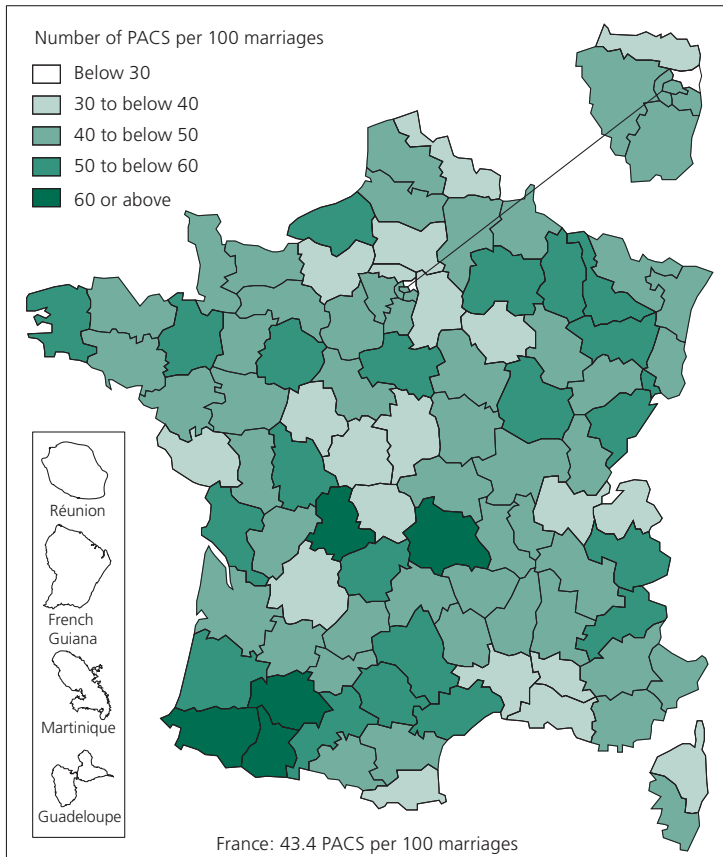 Number of PACS per 100 marriages
Below 30
30 to below 40
40 to below 50
50 to below 60
60 or above
Réunion
French
Guiana
Martinique
Guadeloupe
France: 43.4 PACS per 100 marriages